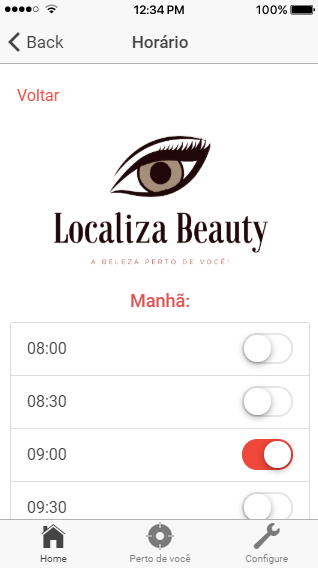 12:34 PM
100%
Back
Horário
Voltar
Localiza Beauty
A BELEZA PERTO DE VOCÊ!
Manhã:
08:00
08:30
09:00
09:30
Home
Perto de você
Configure